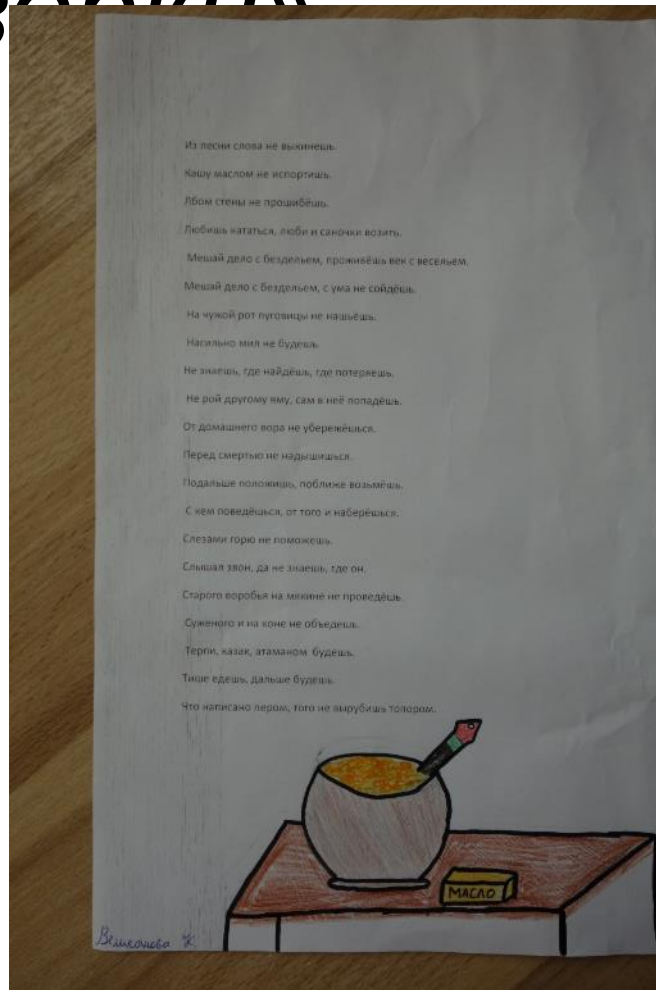 Из песни слова не выкинешь.
Кашу маслом не испортишь.
Лбом стены не прошибёшь.
Любишь кататься, люби и саночки возить.
Мешай дело с бездельем, проживёшь век с весельем.
Мешай дело с бездельем, с ума не сойдёшь.
На чужой рот пуговицы не нашьёшь.
Насильно мил не будешь.
Не знаешь, где найдёшь, где потеряешь.
Не рой другому яму, сам в неё попадёшь.
От домашнего вора не убережёшься.
Перед смертью не надышишься.
Подальше положишь, поближе возьмёшь.
С кем поведёшься, от того и наберёшься.
Слезами горю не поможешь.
Слышал звон, да не знаешь, где он.
Старого воробья на мякине не проведёшь.
Суженого и на коне не объедешь.
Терпи, казак, атаманом будешь.
Тише едешь, дальше будешь.
Что написано пером, того не вырубишь топором.
МАСЛО